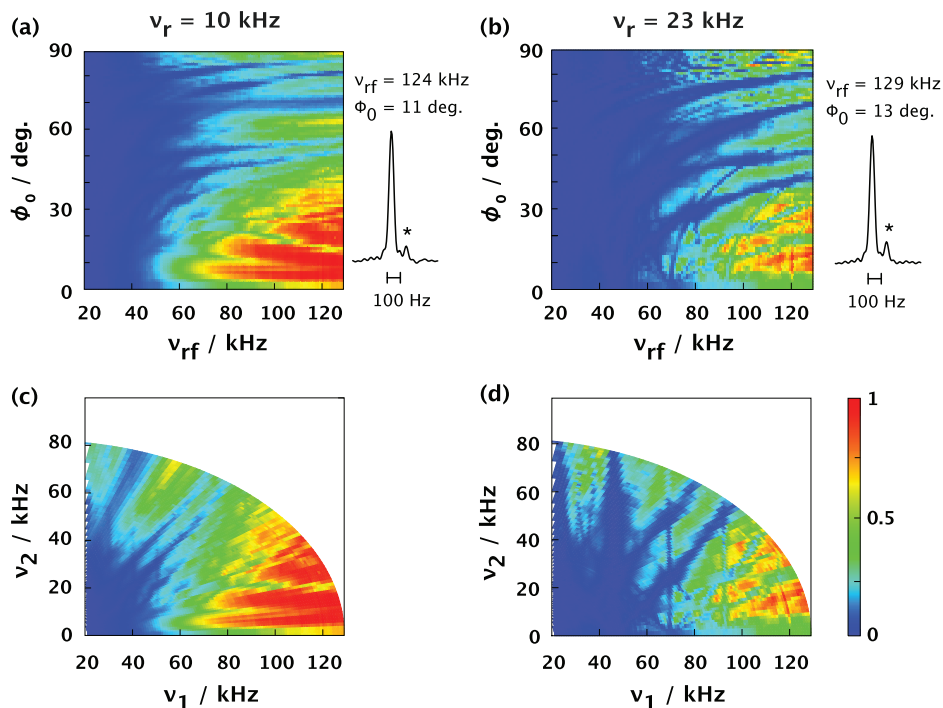 (a)
ν_r = 10 kHz
90
60
30
0
ϕ_o / deg.
20 40 60 80 100 120
ν_rf / kHz
ν_rf = 124 kHz
Φ_0 = 11 deg.
*
100 Hz
(b)
ν_r = 23 kHz
90
60
30
0
ϕ_o / deg.
20 40 60 80 100 120
ν_rf / kHz
ν_rf = 129 kHz
Φ_0 = 13 deg.
*
100 Hz
(c)
80
60
40
20
0
ν_2 / kHz
20 40 60 80 100 120
ν_1 / kHz
(d)
80
60
40
20
0
ν_2 / kHz
20 40 60 80 100 120
ν_1 / kHz
1
0.5
0